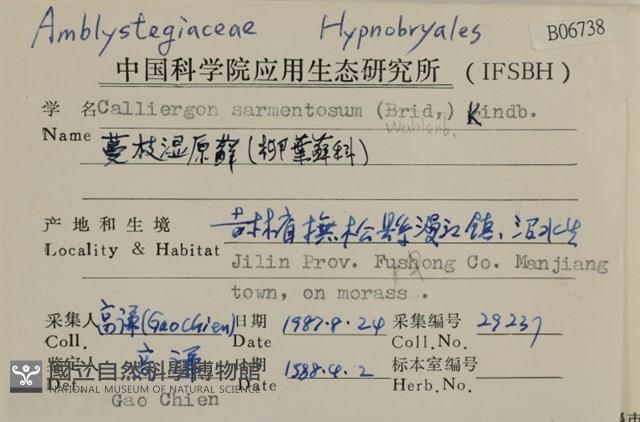 Amblystegiaceae Hypnobryales
B06738
中国科学院应用生态研究所 (IFSBH)
学 名 Calliergon sarmentosum (Brid,) Kindb.
Wahlenb.
Name 蔓枝湿原藓(柳葉藓科)
产 地 和 生 境 吉林省撫松縣漫江镇,沼水生
Locality & Habitat Jilin Prov. Fushong Co. Manjiang
town, on morass .
采集人 高谦(Gao Chien) 日期 1987.8.24 采集编号 29237
Coll. Date Coll.No.
鉴定人 高谦 日期 1988.4.2 标本室编号
Det. Date Herb.No.
Gao Chien
國立自然科學博物館
NATIONAL MUSEUM OF NATURAL SCIENCE